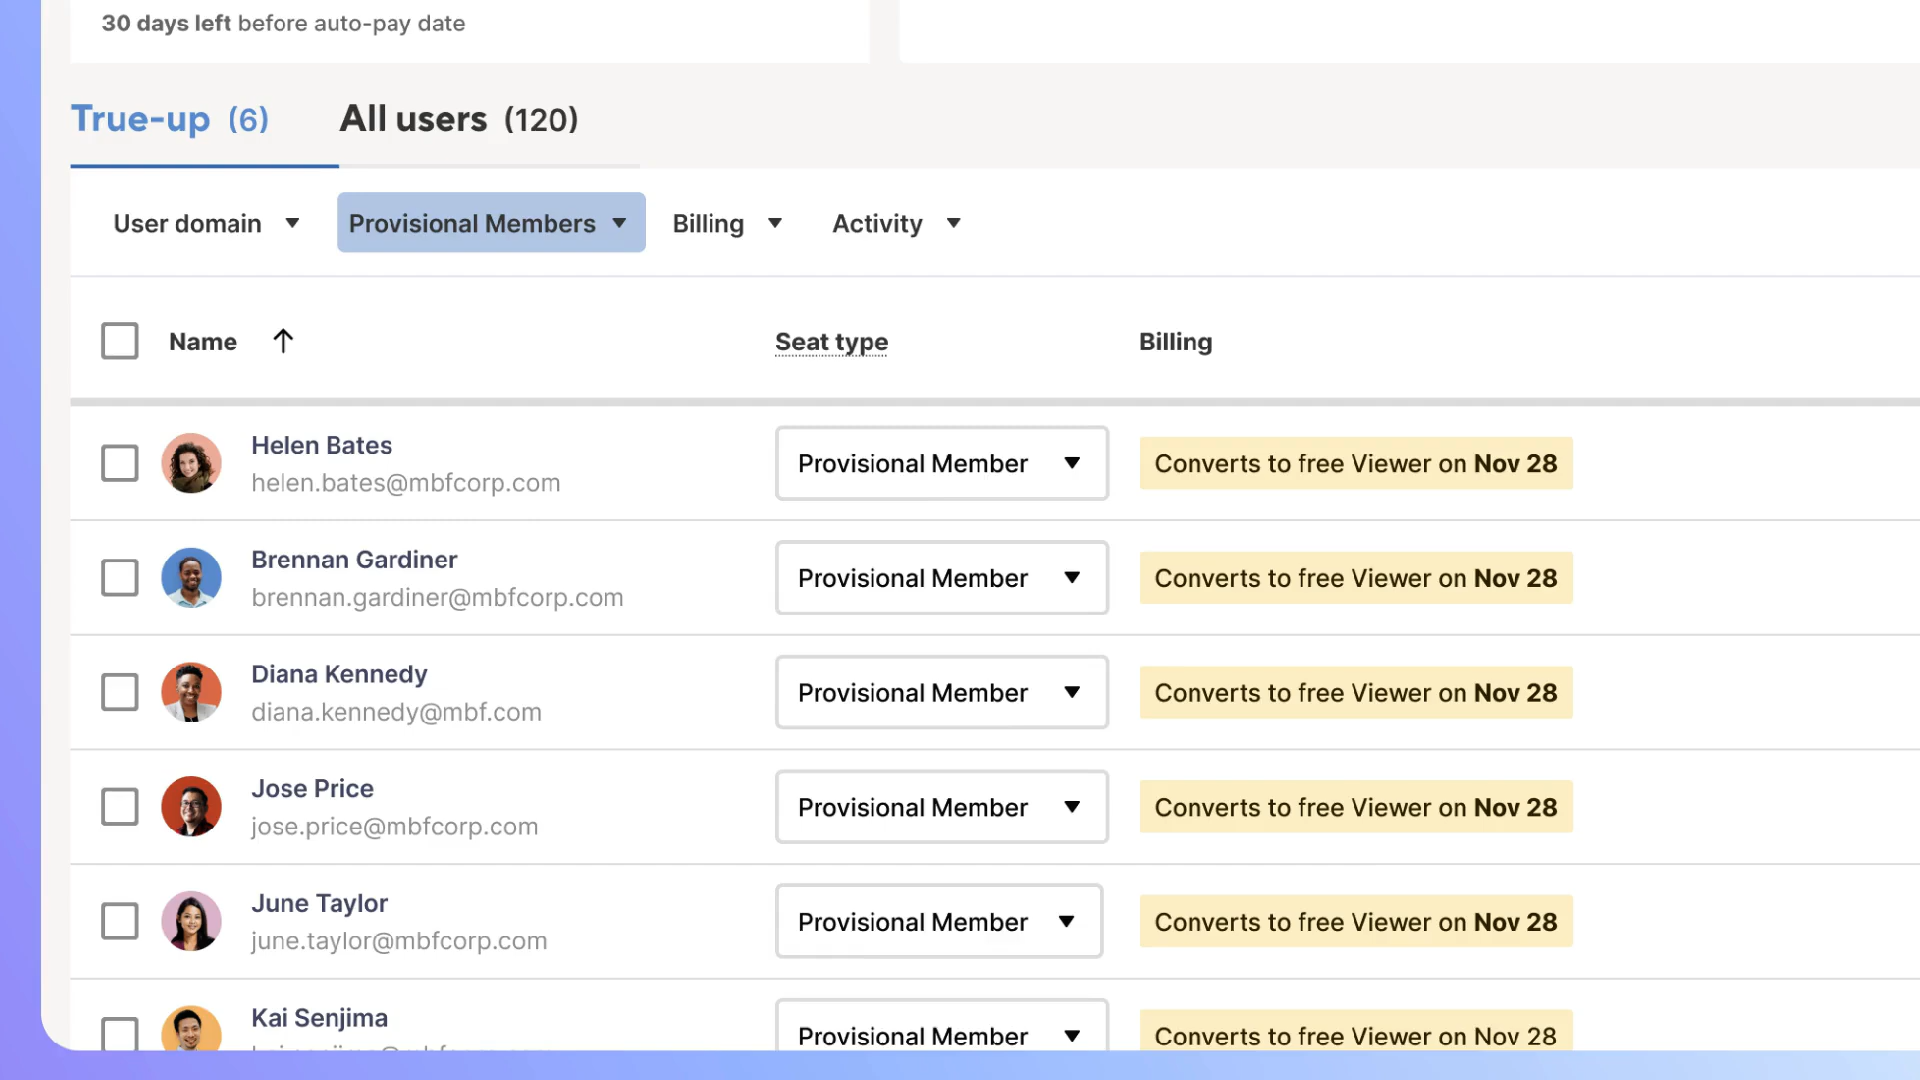 30 days left before auto-pay date
True-up (6) All users (120)
User domain Provisional Members Billing Activity
Name Seat type Billing
Helen Bates
helen.bates@mbfcorp.com
Provisional Member
Converts to free Viewer on Nov 28
Brennan Gardiner
brennan.gardiner@mbfcorp.com
Provisional Member
Converts to free Viewer on Nov 28
Diana Kennedy
diana.kennedy@mbf.com
Provisional Member
Converts to free Viewer on Nov 28
Jose Price
jose.price@mbfcorp.com
Provisional Member
Converts to free Viewer on Nov 28
June Taylor
june.taylor@mbfcorp.com
Provisional Member
Converts to free Viewer on Nov 28
Kai Senjima
Provisional Member
Converts to free Viewer on Nov 28